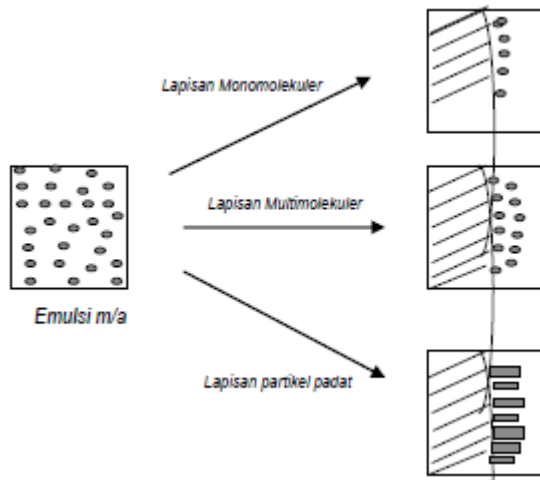 Lapisan Monomolekuler
Lapisan Multimolekuler
Emulsi m/a
Lapisan partikel padat